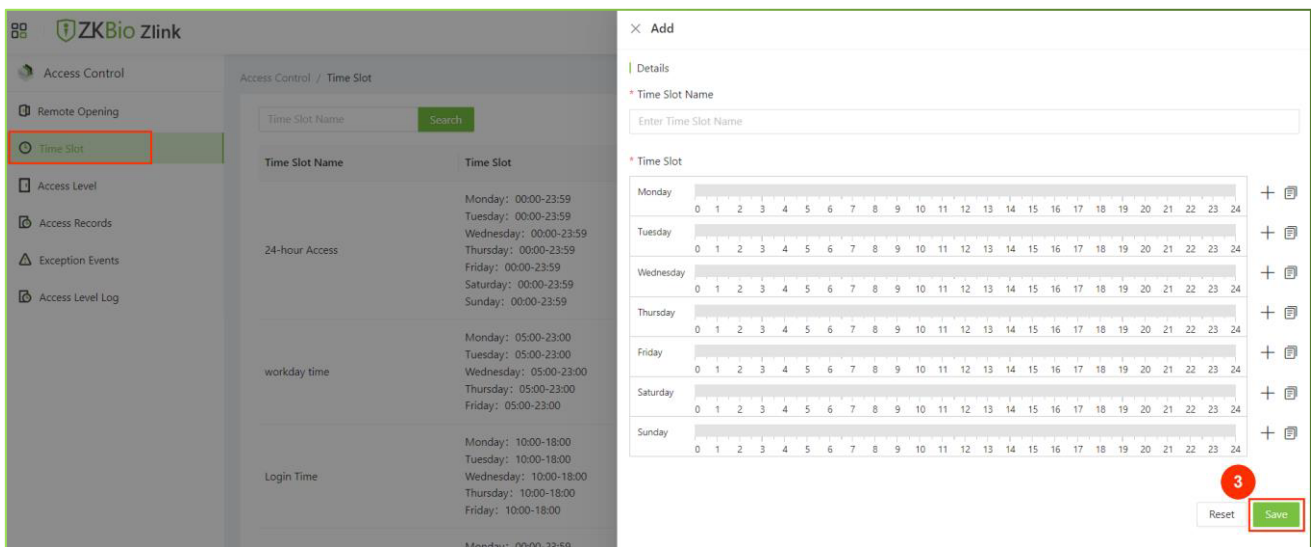 ZKBio Zlink
Access Control
Remote Opening
Time Slot
Access Level
Access Records
Exception Events
Access Level Log
Access Control / Time Slot
Time Slot Name
Search
Time Slot Name Time Slot
24-hour Access
Monday: 00:00-23:59
Tuesday: 00:00-23:59
Wednesday: 00:00-23:59
Thursday: 00:00-23:59
Friday: 00:00-23:59
Saturday: 00:00-23:59
Sunday: 00:00-23:59
workday time
Monday: 05:00-23:00
Tuesday: 05:00-23:00
Wednesday: 05:00-23:00
Thursday: 05:00-23:00
Friday: 05:00-23:00
Login Time
Monday: 10:00-18:00
Tuesday: 10:00-18:00
Wednesday: 10:00-18:00
Thursday: 10:00-18:00
Friday: 10:00-18:00
Monday: 00:00-23:59
Add
Details
* Time Slot Name
Enter Time Slot Name
* Time Slot
Monday
0 1 2 3 4 5 6 7 8 9 10 11 12 13 14 15 16 17 18 19 20 21 22 23 24
Tuesday
0 1 2 3 4 5 6 7 8 9 10 11 12 13 14 15 16 17 18 19 20 21 22 23 24
Wednesday
0 1 2 3 4 5 6 7 8 9 10 11 12 13 14 15 16 17 18 19 20 21 22 23 24
Thursday
0 1 2 3 4 5 6 7 8 9 10 11 12 13 14 15 16 17 18 19 20 21 22 23 24
Friday
0 1 2 3 4 5 6 7 8 9 10 11 12 13 14 15 16 17 18 19 20 21 22 23 24
Saturday
0 1 2 3 4 5 6 7 8 9 10 11 12 13 14 15 16 17 18 19 20 21 22 23 24
Sunday
0 1 2 3 4 5 6 7 8 9 10 11 12 13 14 15 16 17 18 19 20 21 22 23 24
3
Reset
Save